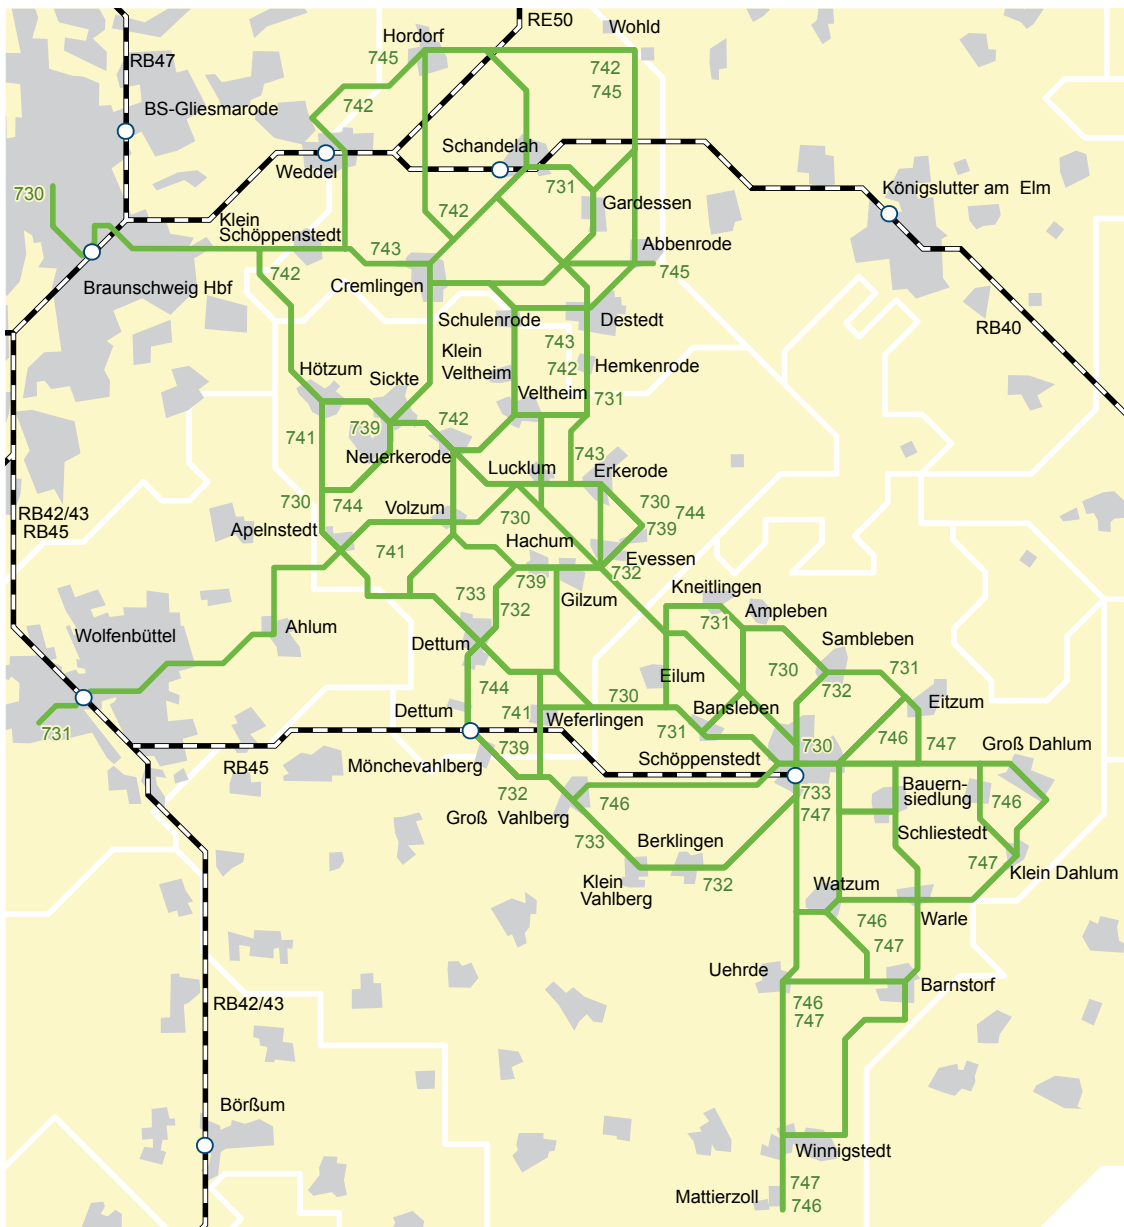 RE50
Hordorf
Wohld
745
RB47
742
745
742
BS-Gliesmarode
Schandelah
Weddel
731
Königslutter am Elm
730
Gardessen
Klein
Schöppenstedt
742
743
Abbenrode
742
745
Cremlingen
Braunschweig Hbf
Schulenrode
Destedt
RB40
743
Klein
Veltheim
742
Hemkenrode
Hötzum
Sickte
Veltheim
731
742
739
741
Neuerkerode
743
Lucklum
Erkerode
730
744
Volzum
730
RB42/43
RB45
730
744
Apelnstedt
739
Hachum
741
Evessen
739
732
733
Gilzum
Kneitlingen
732
731
Ampleben
Ahlum
Wolfenbüttel
Dettum
Sambleben
730
731
Eilum
732
744
730
Eitzum
Dettum
741
Weferlingen
Bansleben
731
731
730
746
747
739
Schöppenstedt
Groß Dahlum
RB45
Mönchevahlberg
732
746
733
Bauern-
siedlung
746
Groß Vahlberg
747
733
Berklingen
Schliestedt
747
Klein Dahlum
Klein
Vahlberg
732
Watzum
746
Warle
747
Uehrde
Barnstorf
RB42/43
746
747
Börßum
Winnigstedt
747
Mattierzoll
746